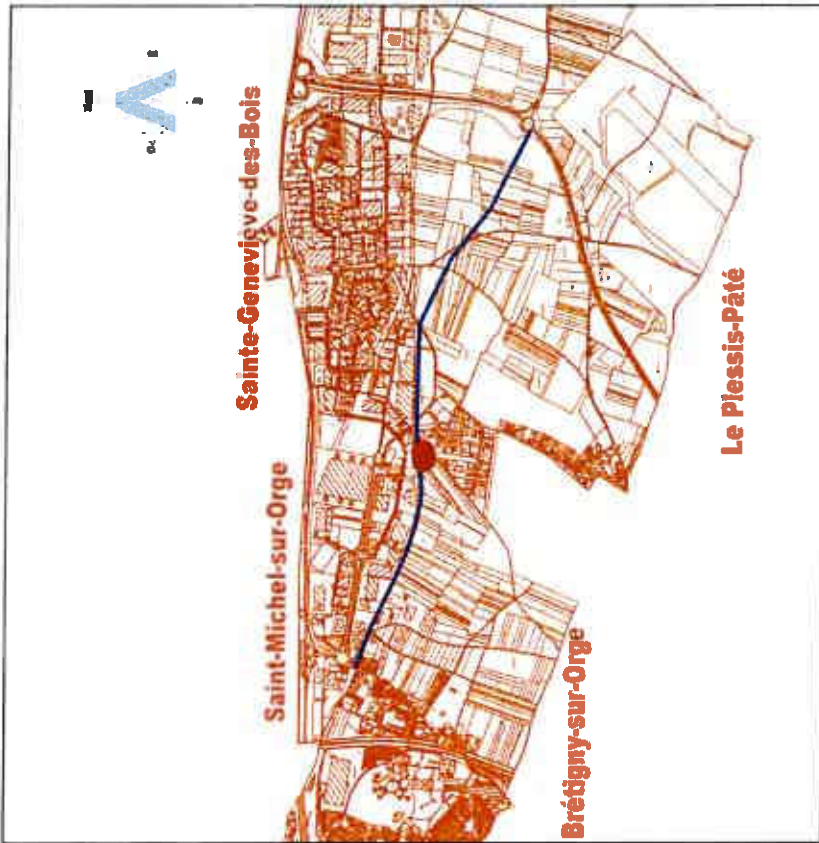 Sainte-Geneviève-des-Bois
Saint-Michel-sur-Orge
Le Plessis-Pâté
Brétigny-sur-Orge